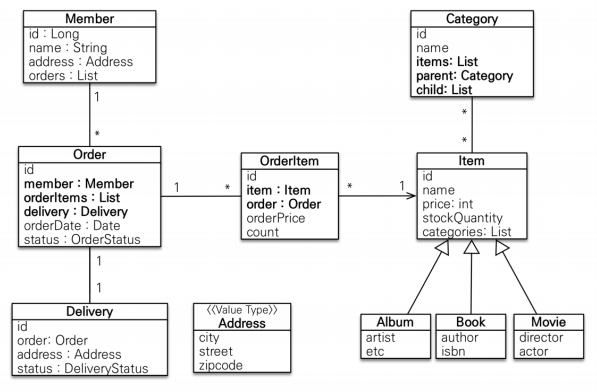 Member
id : Long
name : String
address : Address
orders : List
Category
id
name
items: List
parent: Category
child: List
1
*
*
*
Order
id
member : Member
orderItems : List
delivery : Delivery
orderDate : Date
status : OrderStatus
1
*
OrderItem
id
item : Item
order : Order
orderPrice
count
*
1
Item
id
name
price: int
stockQuantity
categories: List
1
1
Delivery
id
order: Order
address : Address
status : DeliveryStatus
<<Value Type>>
Address
city
street
zipcode
Album
artist
etc
Book
author
isbn
Movie
director
actor